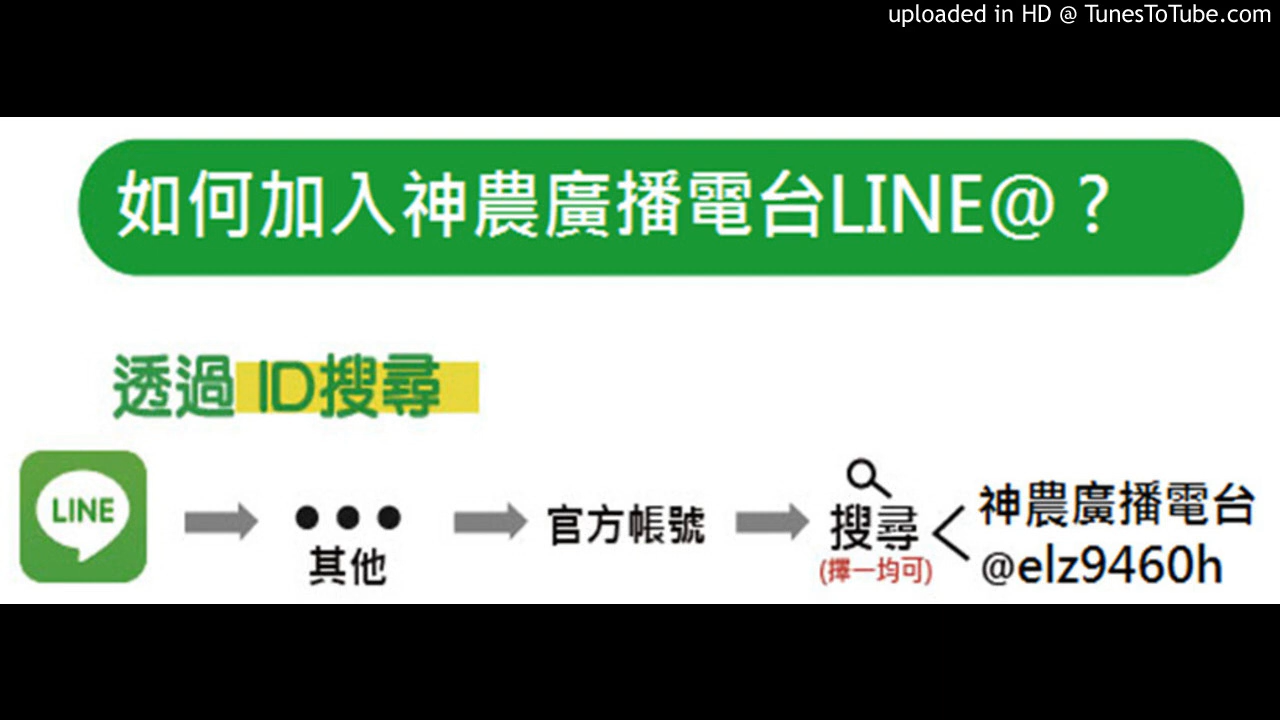 uploaded in HD @ TunesToTube.com
如何加入神農廣播電台LINE@？
透過 ID搜尋
LINE
其他
官方帳號
搜尋
(擇一均可)
神農廣播電台
@elz9460h